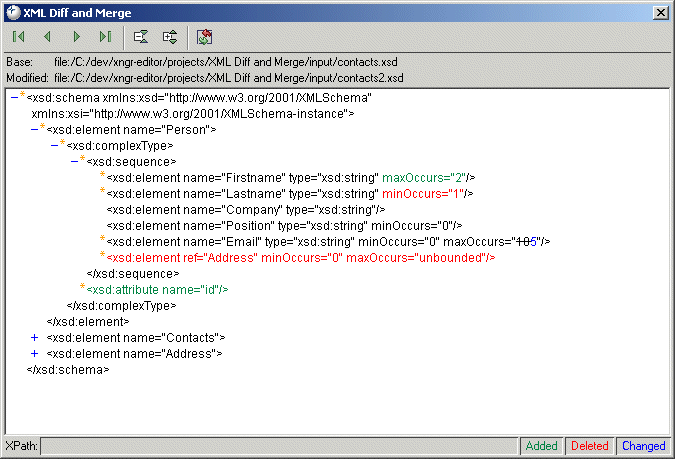 XML Diff and Merge
Base: file:/C:/dev/xngr-editor/projects/XML Diff and Merge/input/contacts.xsd
Modified: file:/C:/dev/xngr-editor/projects/XML Diff and Merge/input/contacts2.xsd
−*<xsd:schema xmlns:xsd="http://www.w3.org/2001/XMLSchema"
xmlns:xsi="http://www.w3.org/2001/XMLSchema-instance">
−*<xsd:element name="Person">
−*<xsd:complexType>
−*<xsd:sequence>
*<xsd:element name="Firstname" type="xsd:string" maxOccurs="2"/>
*<xsd:element name="Lastname" type="xsd:string" minOccurs="1"/>
<xsd:element name="Company" type="xsd:string"/>
<xsd:element name="Position" type="xsd:string" minOccurs="0"/>
*<xsd:element name="Email" type="xsd:string" minOccurs="0" maxOccurs="105"/>
*<xsd:element ref="Address" minOccurs="0" maxOccurs="unbounded"/>
</xsd:sequence>
*<xsd:attribute name="id"/>
</xsd:complexType>
</xsd:element>
+ <xsd:element name="Contacts">
+ <xsd:element name="Address">
</xsd:schema>
XPath: Added Deleted Changed